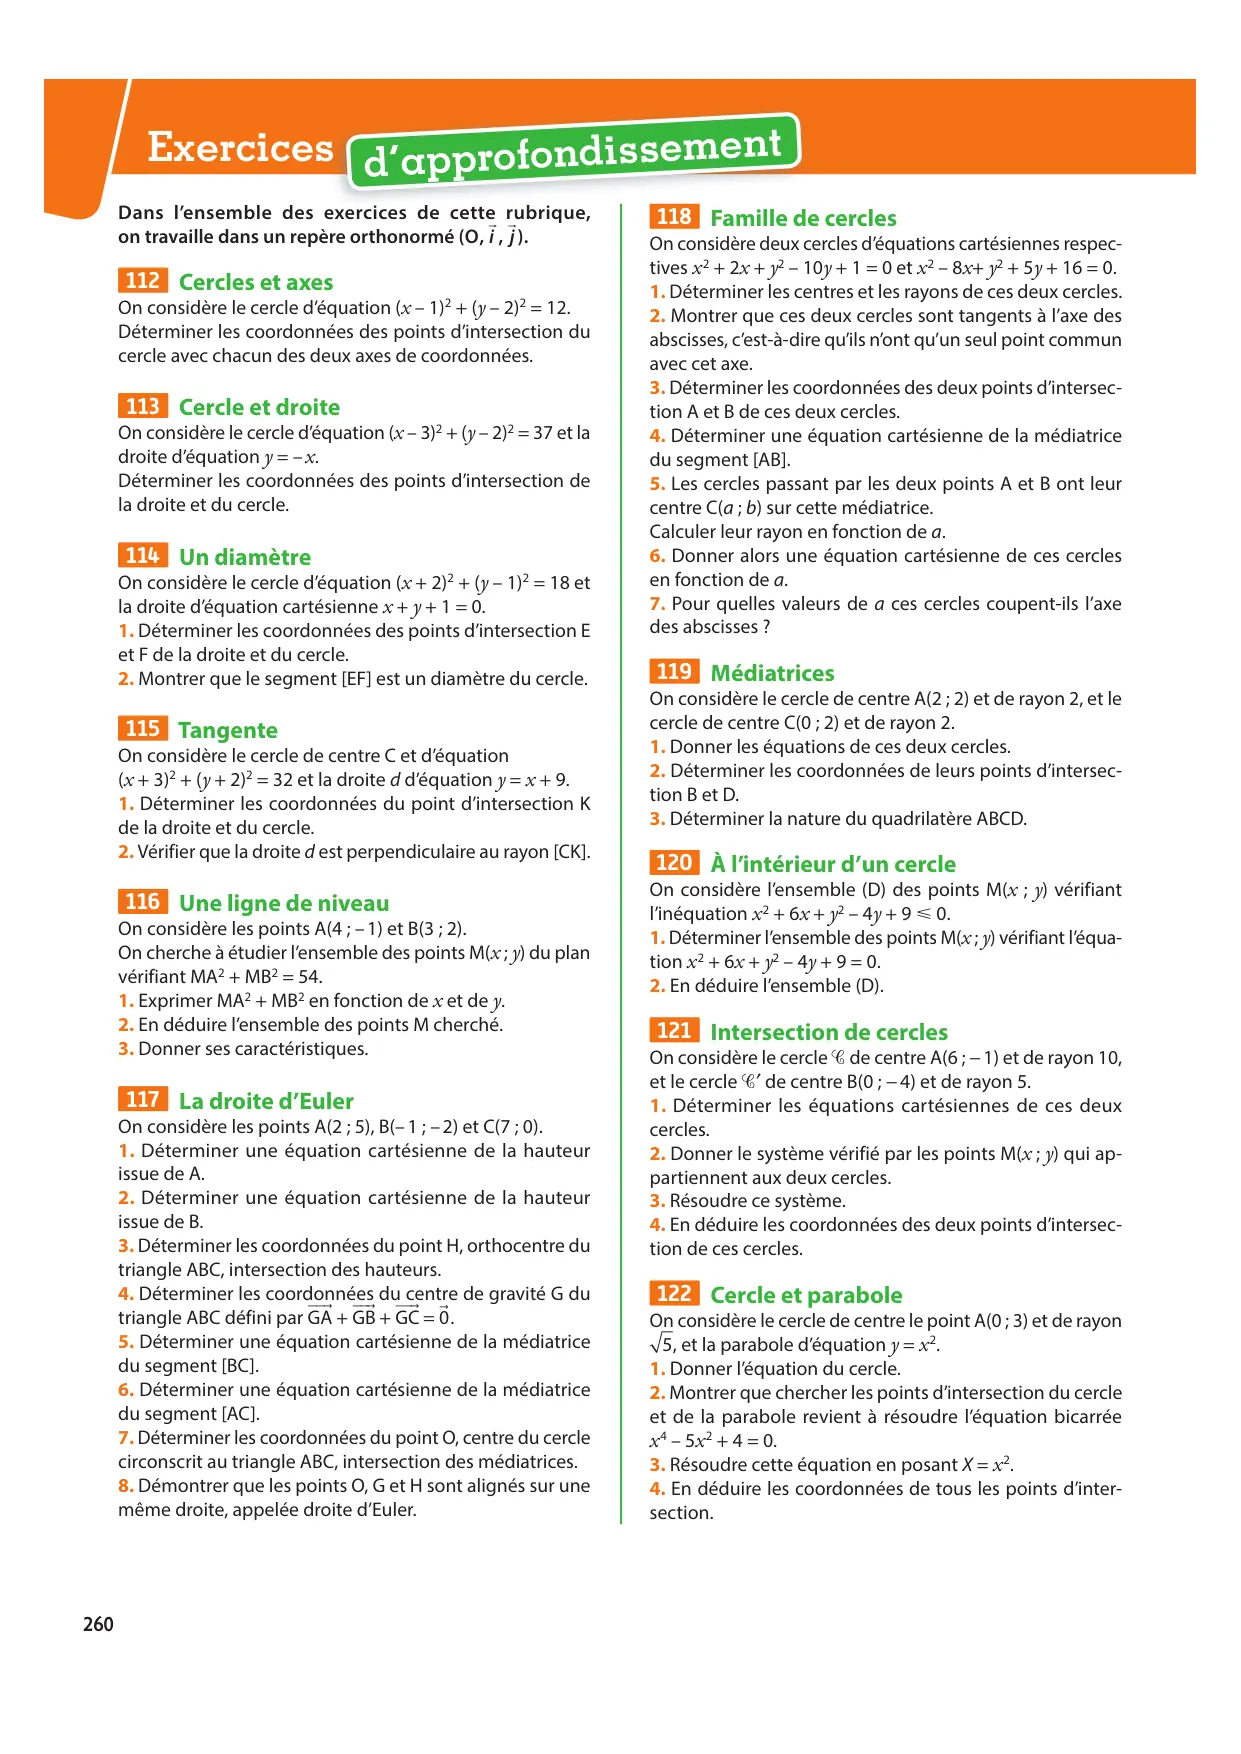 Exercices d'approfondissement
Dans l'ensemble des exercices de cette rubrique,
on travaille dans un repère orthonormé (O, i⃗ , j⃗ ).
112 Cercles et axes
On considère le cercle d'équation (x – 1)² + (y – 2)² = 12.
Déterminer les coordonnées des points d'intersection du
cercle avec chacun des deux axes de coordonnées.
113 Cercle et droite
On considère le cercle d'équation (x – 3)² + (y – 2)² = 37 et la
droite d'équation y = – x.
Déterminer les coordonnées des points d'intersection de
la droite et du cercle.
114 Un diamètre
On considère le cercle d'équation (x + 2)² + (y – 1)² = 18 et
la droite d'équation cartésienne x + y + 1 = 0.
1. Déterminer les coordonnées des points d'intersection E
et F de la droite et du cercle.
2. Montrer que le segment [EF] est un diamètre du cercle.
115 Tangente
On considère le cercle de centre C et d'équation
(x + 3)² + (y + 2)² = 32 et la droite d d'équation y = x + 9.
1. Déterminer les coordonnées du point d'intersection K
de la droite et du cercle.
2. Vérifier que la droite d est perpendiculaire au rayon [CK].
116 Une ligne de niveau
On considère les points A(4 ; – 1) et B(3 ; 2).
On cherche à étudier l'ensemble des points M(x ; y) du plan
vérifiant MA² + MB² = 54.
1. Exprimer MA² + MB² en fonction de x et de y.
2. En déduire l'ensemble des points M cherché.
3. Donner ses caractéristiques.
117 La droite d'Euler
On considère les points A(2 ; 5), B(– 1 ; – 2) et C(7 ; 0).
1. Déterminer une équation cartésienne de la hauteur
issue de A.
2. Déterminer une équation cartésienne de la hauteur
issue de B.
3. Déterminer les coordonnées du point H, orthocentre du
triangle ABC, intersection des hauteurs.
4. Déterminer les coordonnées du centre de gravité G du
triangle ABC défini par G͞A⃗ + G͞B⃗ + G͞C⃗ = 0⃗.
5. Déterminer une équation cartésienne de la médiatrice
du segment [BC].
6. Déterminer une équation cartésienne de la médiatrice
du segment [AC].
7. Déterminer les coordonnées du point O, centre du cercle
circonscrit au triangle ABC, intersection des médiatrices.
8. Démontrer que les points O, G et H sont alignés sur une
même droite, appelée droite d'Euler.
118 Famille de cercles
On considère deux cercles d'équations cartésiennes respec-
tives x² + 2x + y² – 10y + 1 = 0 et x² – 8x+ y² + 5y + 16 = 0.
1. Déterminer les centres et les rayons de ces deux cercles.
2. Montrer que ces deux cercles sont tangents à l'axe des
abscisses, c'est-à-dire qu'ils n'ont qu'un seul point commun
avec cet axe.
3. Déterminer les coordonnées des deux points d'intersec-
tion A et B de ces deux cercles.
4. Déterminer une équation cartésienne de la médiatrice
du segment [AB].
5. Les cercles passant par les deux points A et B ont leur
centre C(a ; b) sur cette médiatrice.
Calculer leur rayon en fonction de a.
6. Donner alors une équation cartésienne de ces cercles
en fonction de a.
7. Pour quelles valeurs de a ces cercles coupent-ils l'axe
des abscisses ?
119 Médiatrices
On considère le cercle de centre A(2 ; 2) et de rayon 2, et le
cercle de centre C(0 ; 2) et de rayon 2.
1. Donner les équations de ces deux cercles.
2. Déterminer les coordonnées de leurs points d'intersec-
tion B et D.
3. Déterminer la nature du quadrilatère ABCD.
120 À l'intérieur d'un cercle
On considère l'ensemble (D) des points M(x ; y) vérifiant
l'inéquation x² + 6x + y² – 4y + 9 ⩽ 0.
1. Déterminer l'ensemble des points M(x ; y) vérifiant l'équa-
tion x² + 6x + y² – 4y + 9 = 0.
2. En déduire l'ensemble (D).
121 Intersection de cercles
On considère le cercle 𝒞 de centre A(6 ; – 1) et de rayon 10,
et le cercle 𝒞′ de centre B(0 ; – 4) et de rayon 5.
1. Déterminer les équations cartésiennes de ces deux
cercles.
2. Donner le système vérifié par les points M(x ; y) qui ap-
partiennent aux deux cercles.
3. Résoudre ce système.
4. En déduire les coordonnées des deux points d'intersec-
tion de ces cercles.
122 Cercle et parabole
On considère le cercle de centre le point A(0 ; 3) et de rayon
√5, et la parabole d'équation y = x².
1. Donner l'équation du cercle.
2. Montrer que chercher les points d'intersection du cercle
et de la parabole revient à résoudre l'équation bicarrée
x⁴ – 5x² + 4 = 0.
3. Résoudre cette équation en posant X = x².
4. En déduire les coordonnées de tous les points d'inter-
section.
260